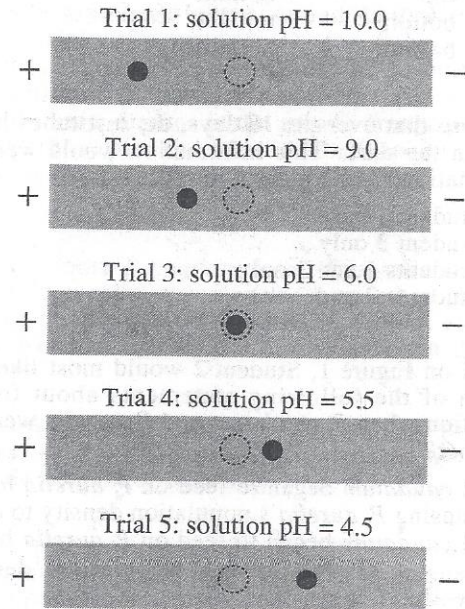 Trial 1: solution pH = 10.0
+ −
Trial 2: solution pH = 9.0
+ −
Trial 3: solution pH = 6.0
+ −
Trial 4: solution pH = 5.5
+ −
Trial 5: solution pH = 4.5
+ −